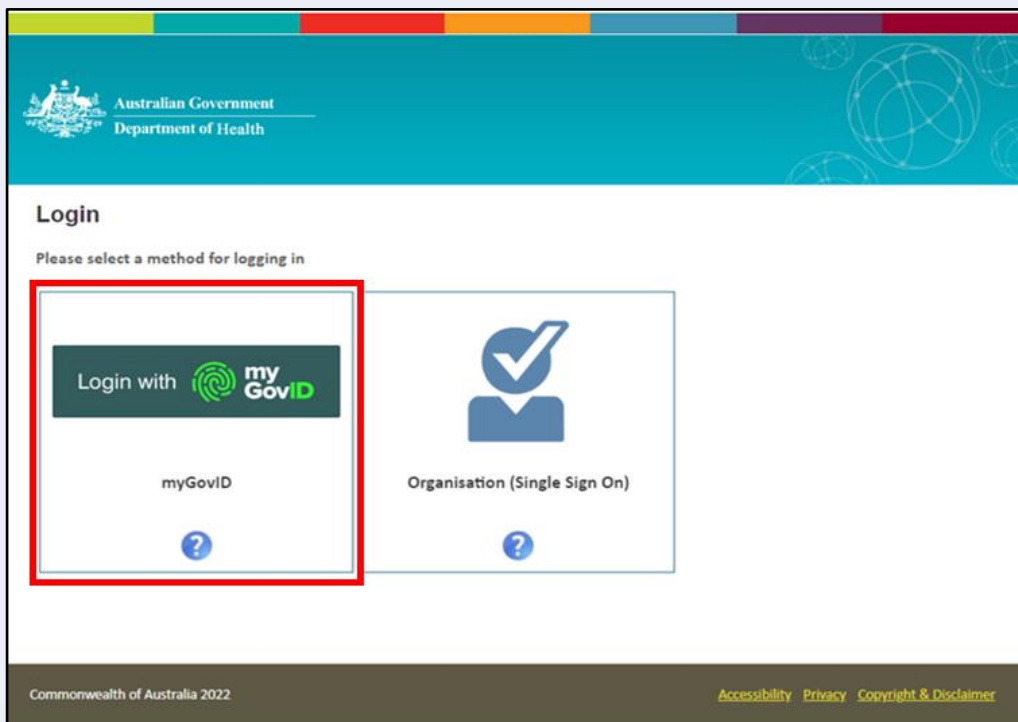 Australian Government
Department of Health
Login
Please select a method for logging in
Login with my GovID
myGovID
?
Organisation (Single Sign On)
?
Commonwealth of Australia 2022
Accessibility Privacy Copyright & Disclaimer